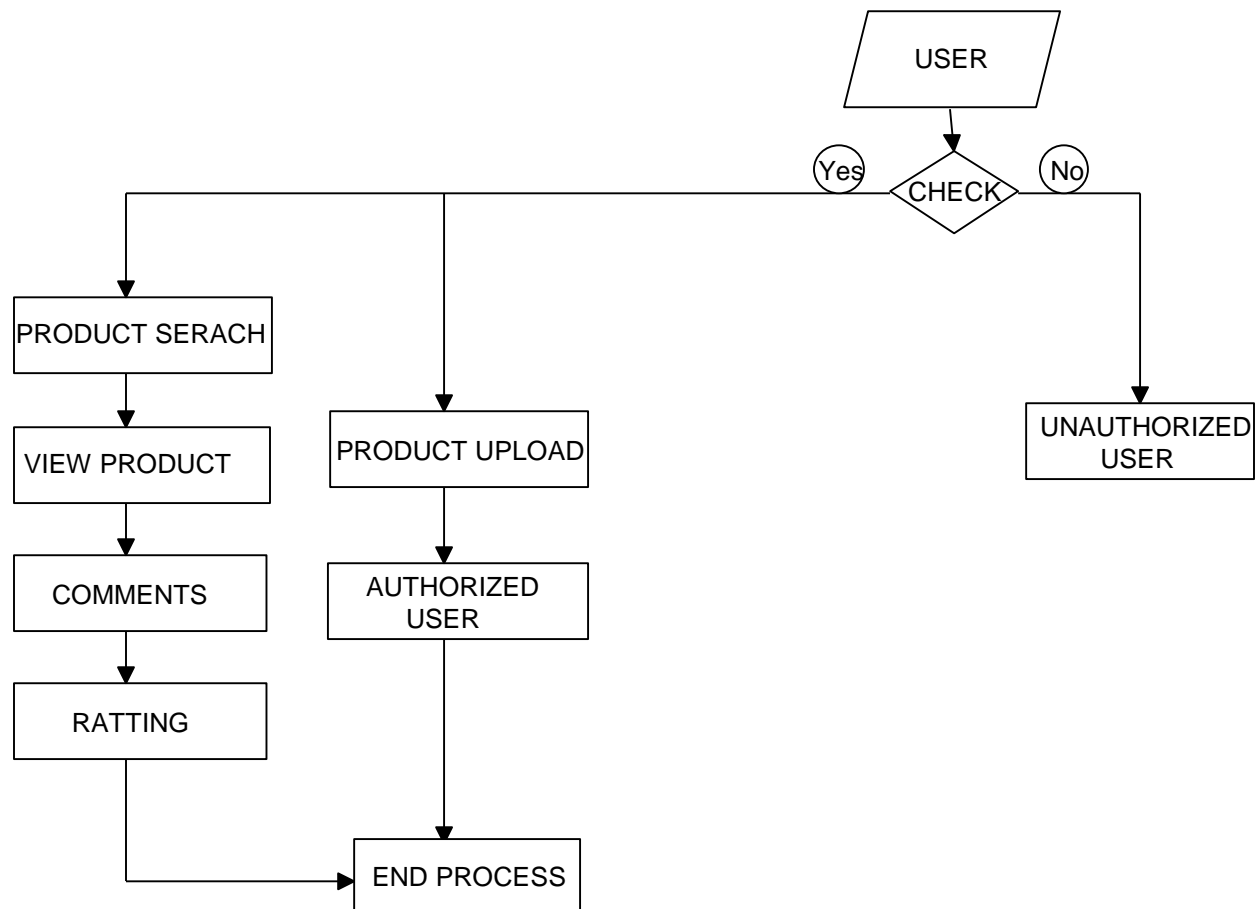 USER
Yes
CHECK
No
PRODUCT SERACH
VIEW PRODUCT
COMMENTS
RATTING
PRODUCT UPLOAD
AUTHORIZED
USER
UNAUTHORIZED
USER
END PROCESS